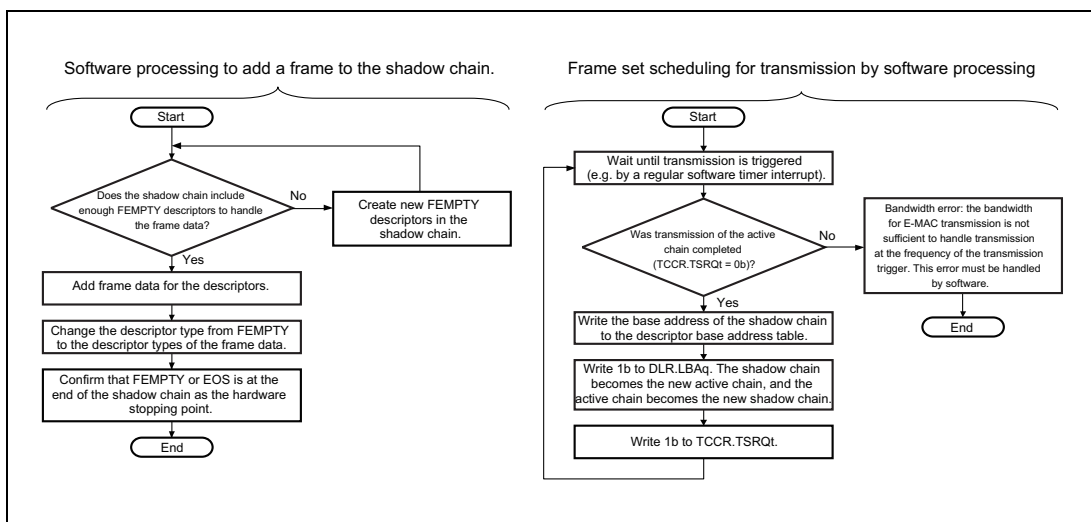 Software processing to add a frame to the shadow chain.
Start
Does the shadow chain include
enough FEMPTY descriptors to handle
the frame data?
No
Create new FEMPTY
descriptors in the
shadow chain.
Yes
Add frame data for the descriptors.
Change the descriptor type from FEMPTY
to the descriptor types of the frame data.
Confirm that FEMPTY or EOS is at the
end of the shadow chain as the hardware
stopping point.
End
Frame set scheduling for transmission by software processing
Start
Wait until transmission is triggered
(e.g. by a regular software timer interrupt).
Was transmission of the active
chain completed
(TCCR.TSRQt = 0b)?
No
Bandwidth error: the bandwidth
for E-MAC transmission is not
sufficient to handle transmission
at the frequency of the transmission
trigger. This error must be handled
by software.
End
Yes
Write the base address of the shadow chain
to the descriptor base address table.
Write 1b to DLR.LBAq. The shadow chain
becomes the new active chain, and the
active chain becomes the new shadow chain.
Write 1b to TCCR.TSRQt.